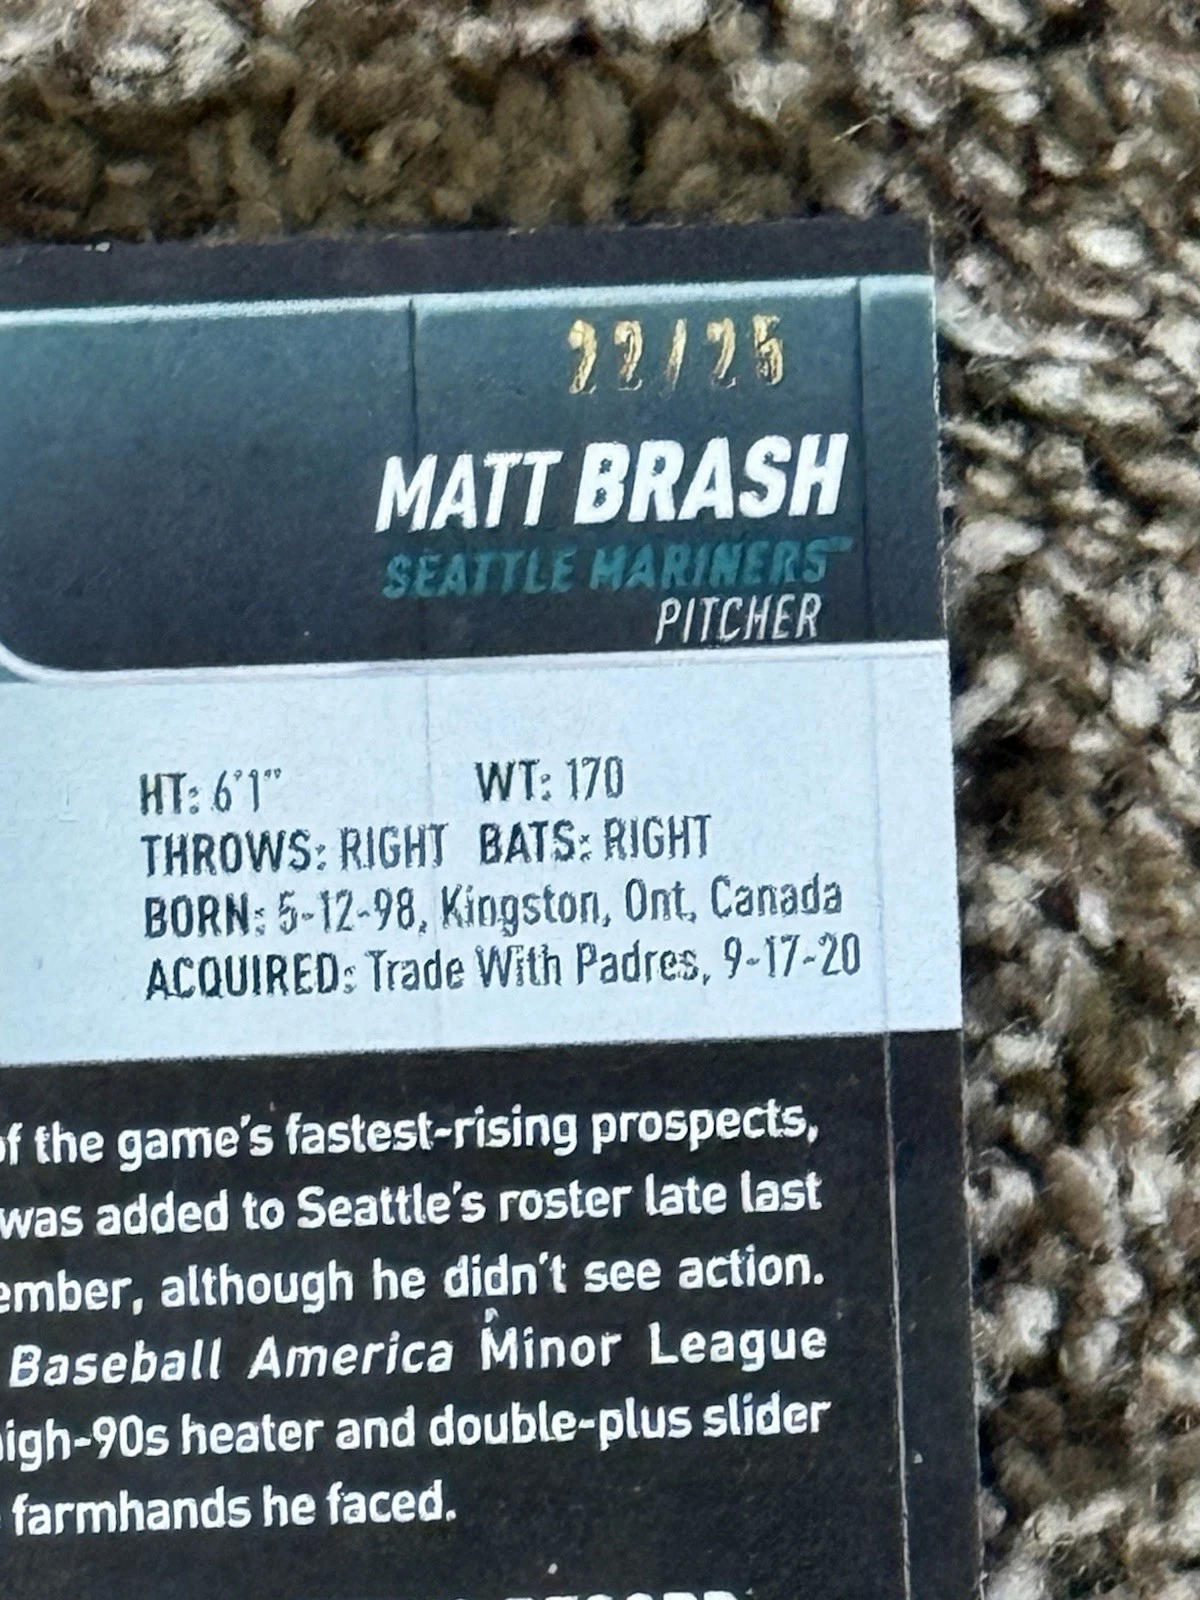 22/25
MATT BRASH
SEATTLE MARINERS™
PITCHER
HT: 6'1" WT: 170
THROWS: RIGHT BATS: RIGHT
BORN: 5-12-98, Kingston, Ont, Canada
ACQUIRED: Trade With Padres, 9-17-20
of the game's fastest-rising prospects,
was added to Seattle's roster late last
ember, although he didn't see action.
Baseball America Minor League
high-90s heater and double-plus slider
farmhands he faced.